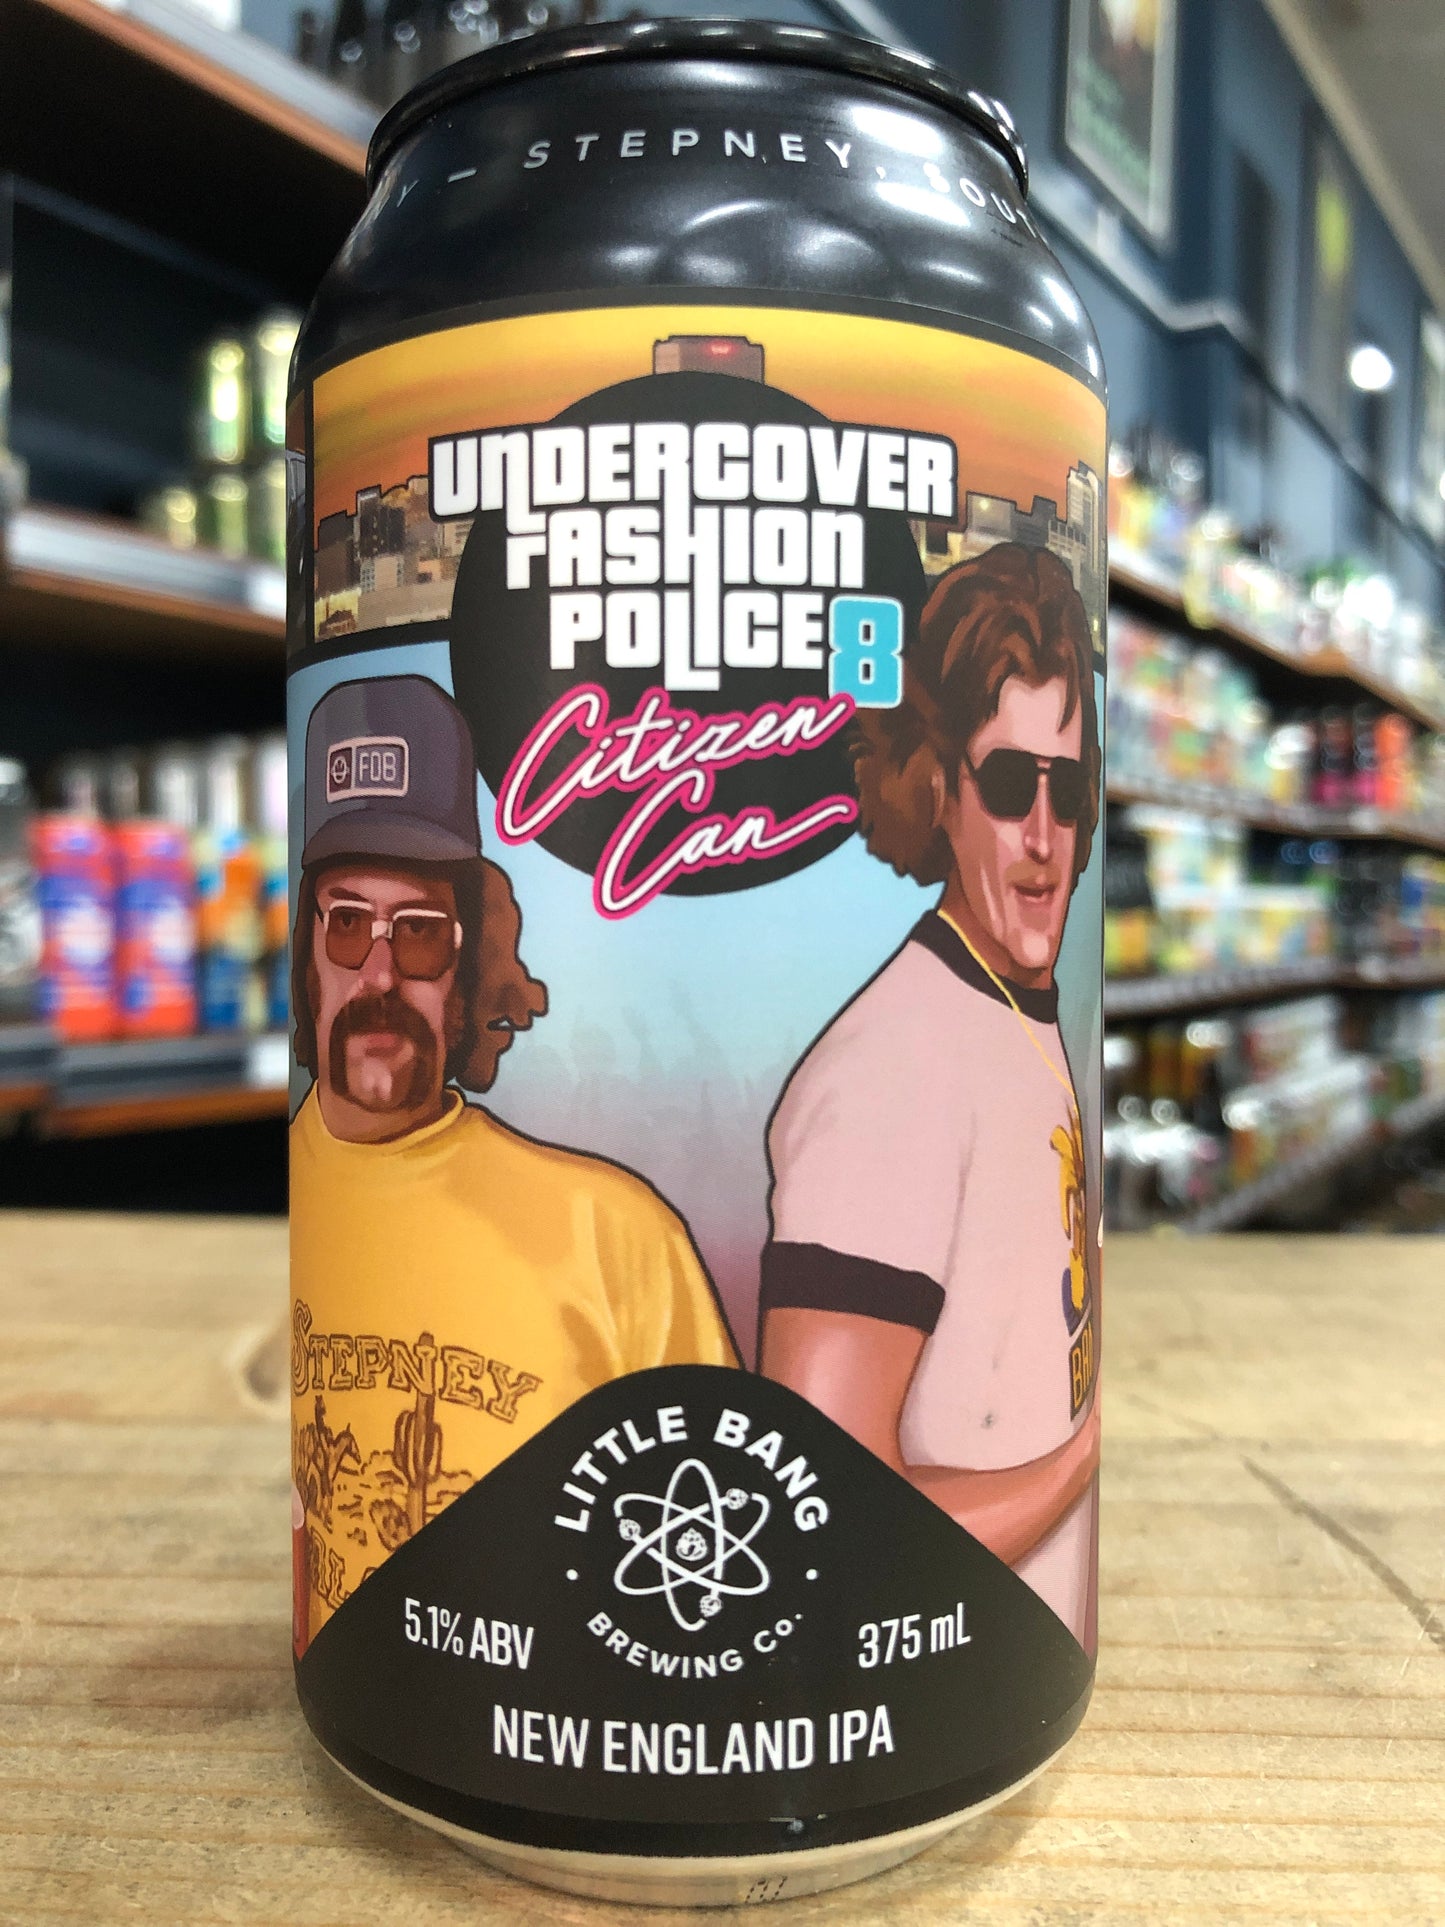 STEPNEY,
UNDERCOVER
FASHION
POLICE 8
Citizen
Can
FOB
STEPNEY
LITTLE BANG
BREWING CO.
5.1% ABV
375 mL
NEW ENGLAND IPA